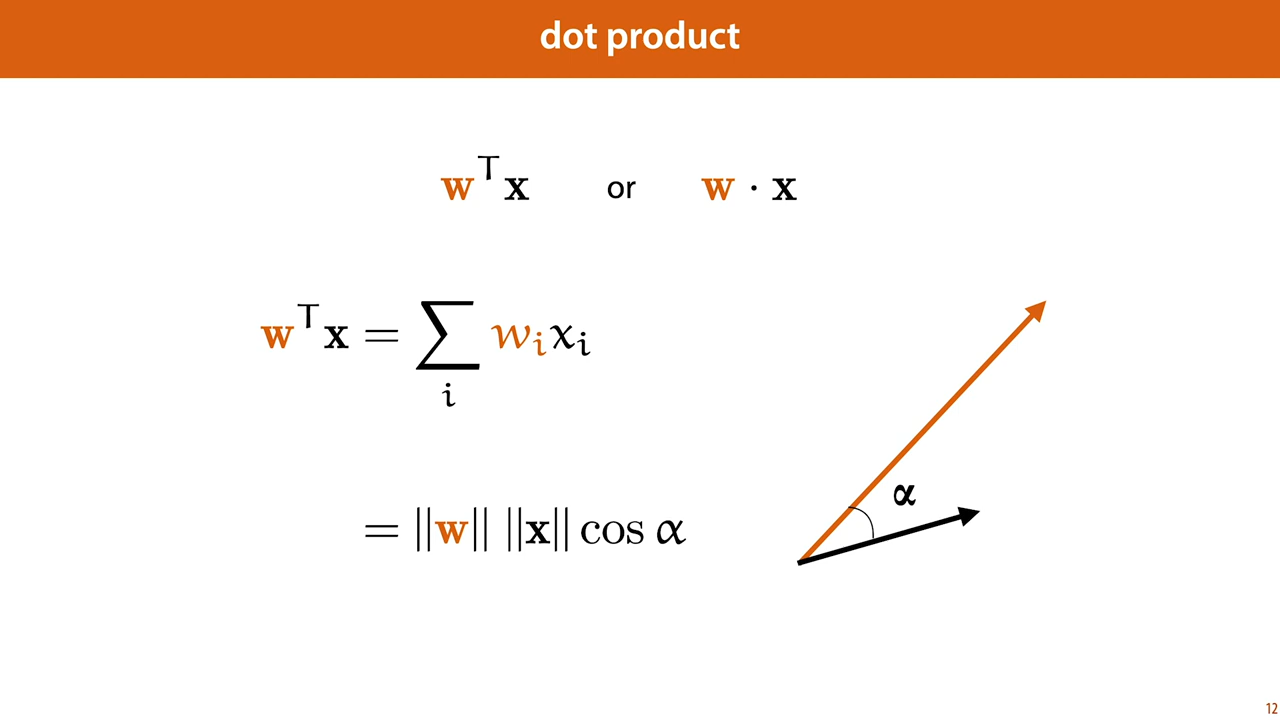 dot product
wᵀx or w · x
wᵀx = ∑ᵢ wᵢxᵢ
= ||w|| ||x|| cos α
α
12